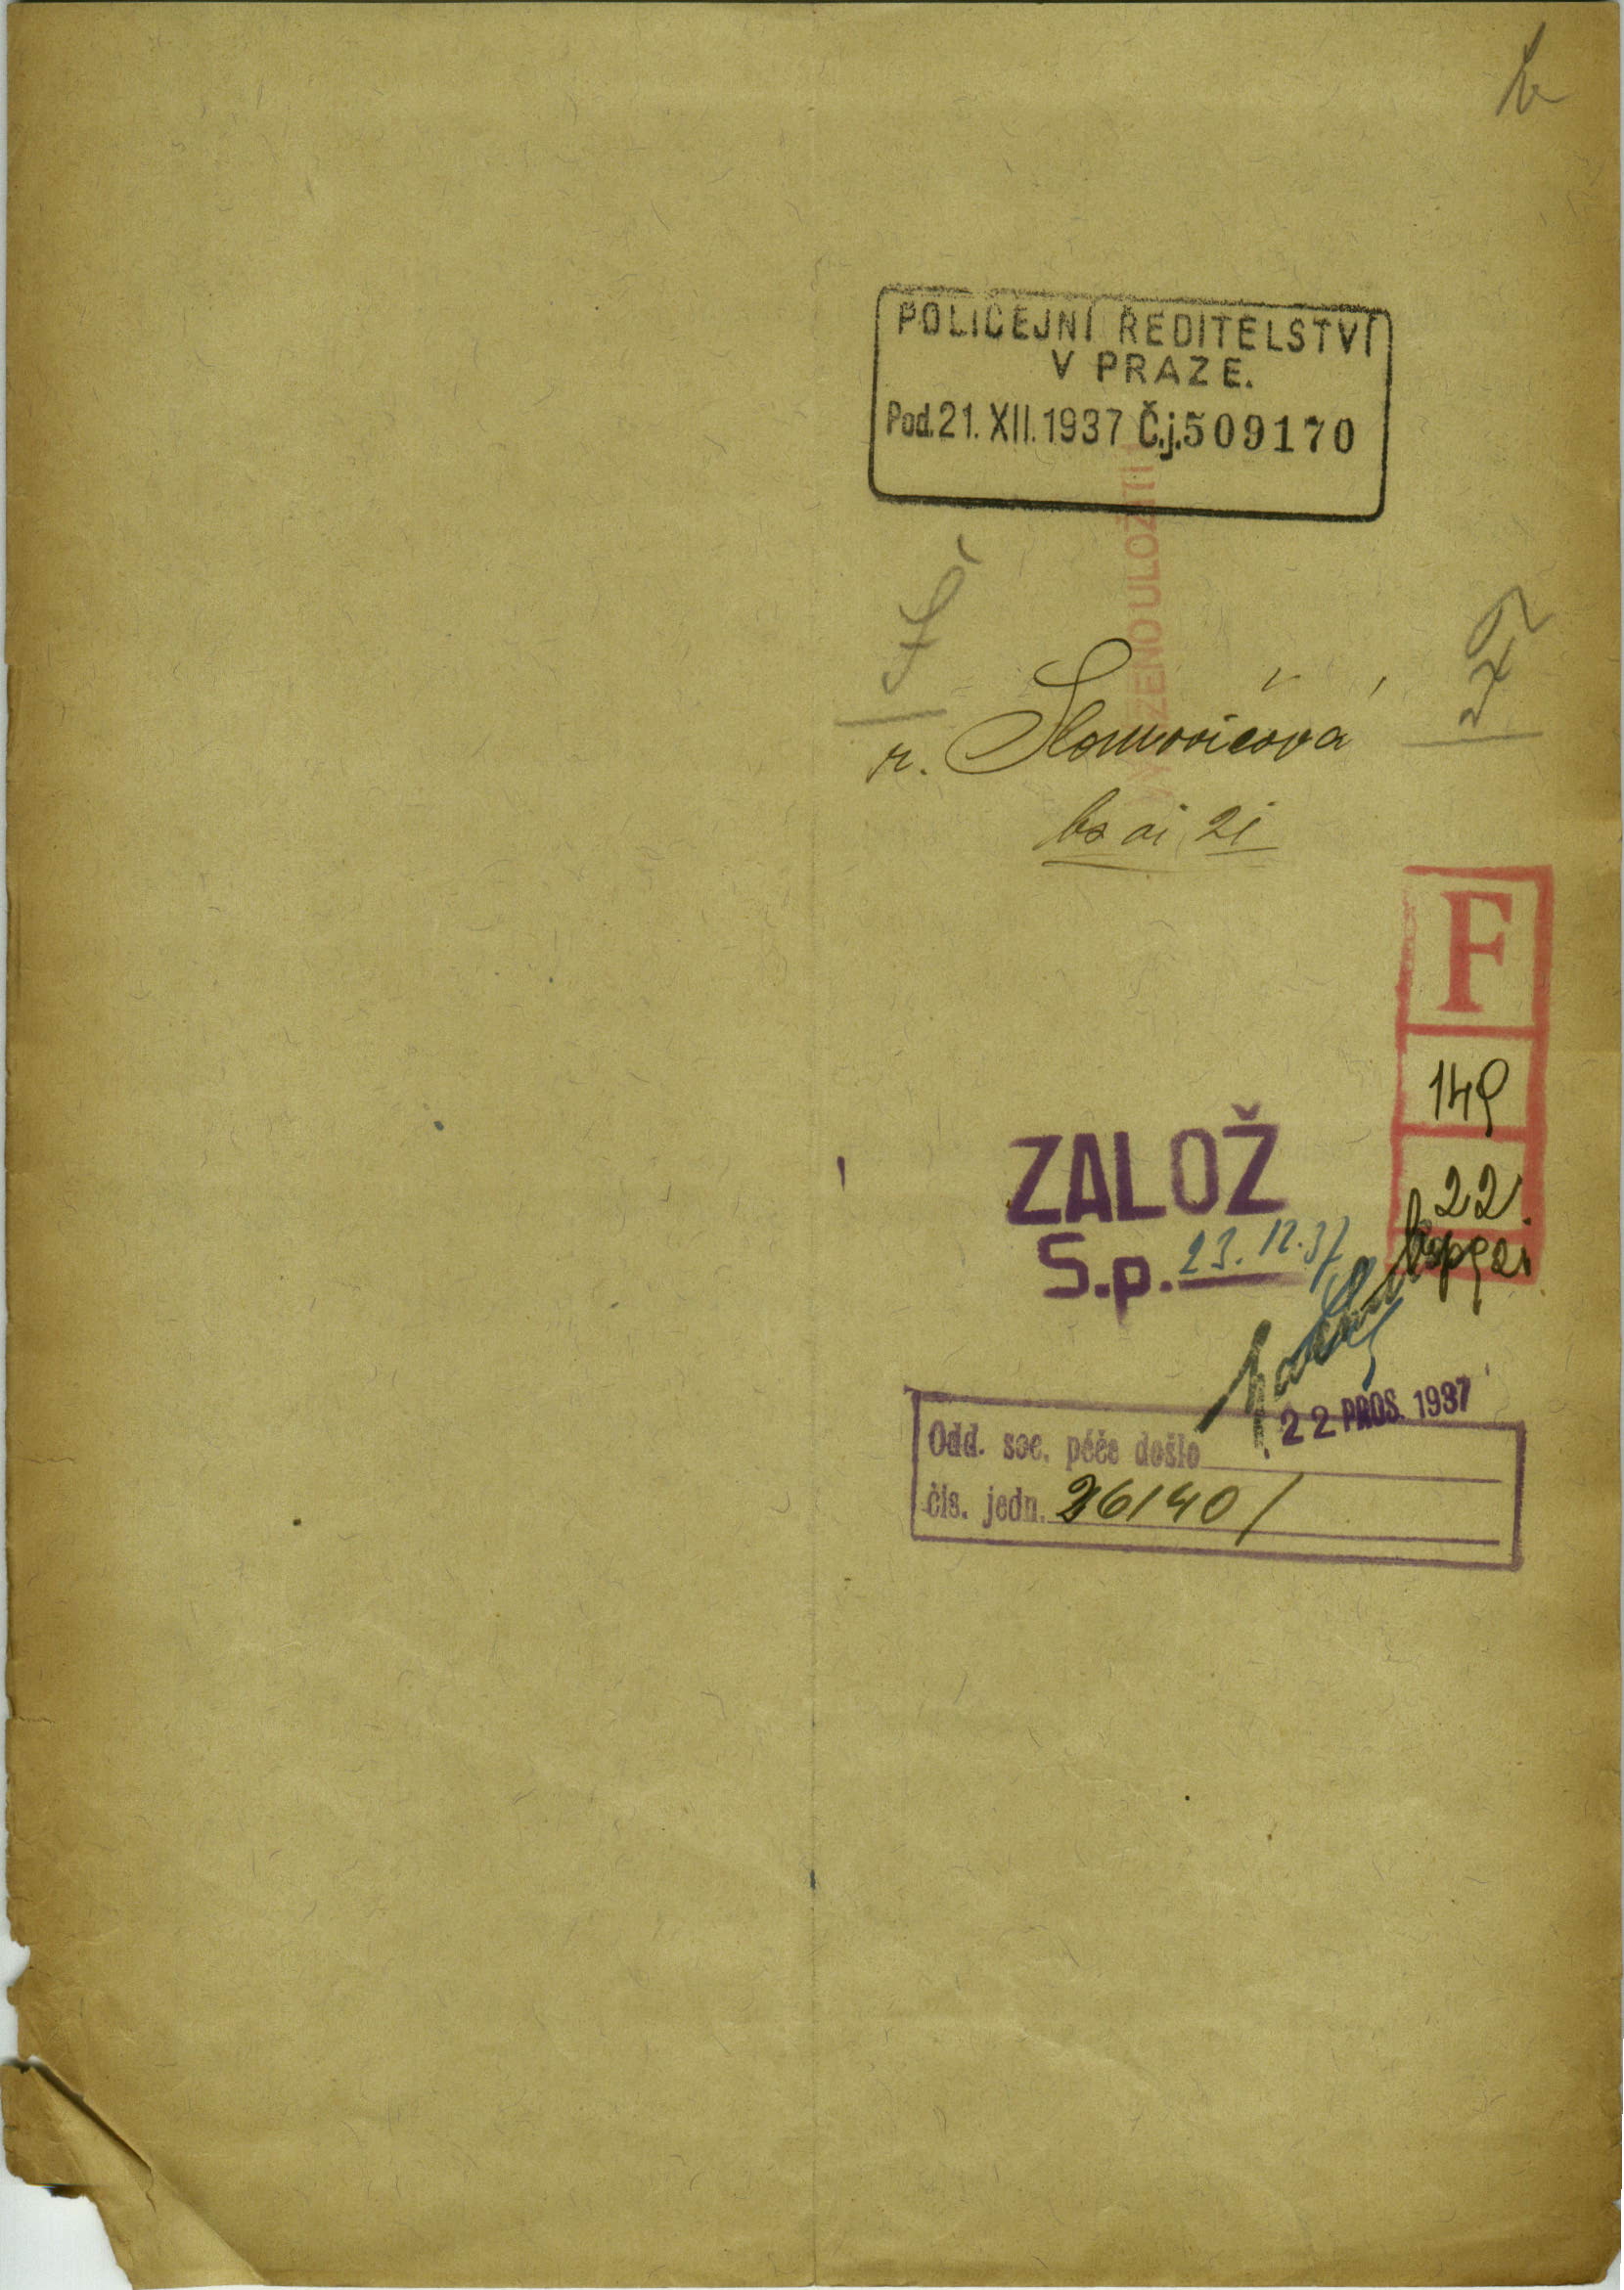 POLICEJNÍ ŘEDITELSTVÍ
V PRAZE.
Pod. 21. XII. 1937 Č.j. 509170
r. Slomovičová
F
149
22
ZALOŽ
S.p. 23. 12. 37
22 PROS. 1937
Odd. soc. péče došlo
čís. jedn. 26140/